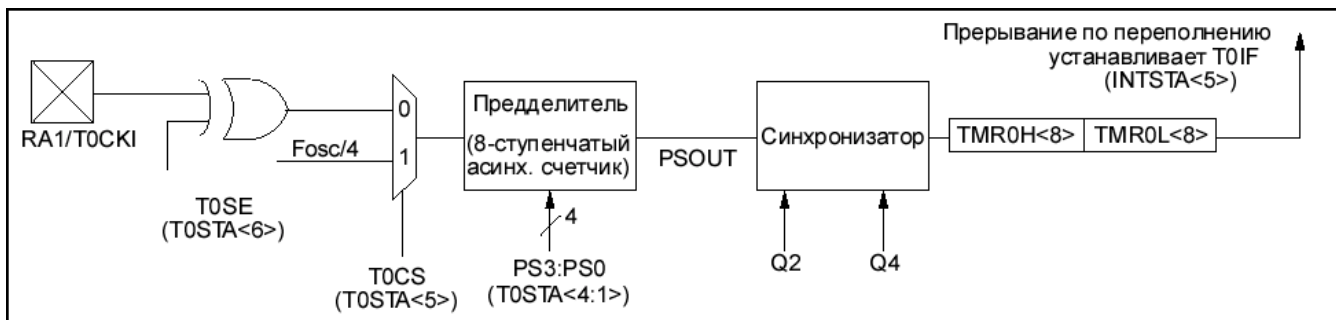 Прерывание по переполнению
устанавливает T0IF
(INTSTA<5>)
RA1/T0CKI
0
Fosc/4
1
Предделитель
(8-ступенчатый
асинх. счетчик)
PSOUT
Синхронизатор
TMR0H<8>
TMR0L<8>
T0SE
(T0STA<6>)
4
T0CS
(T0STA<5>)
PS3:PS0
(T0STA<4:1>)
Q2
Q4